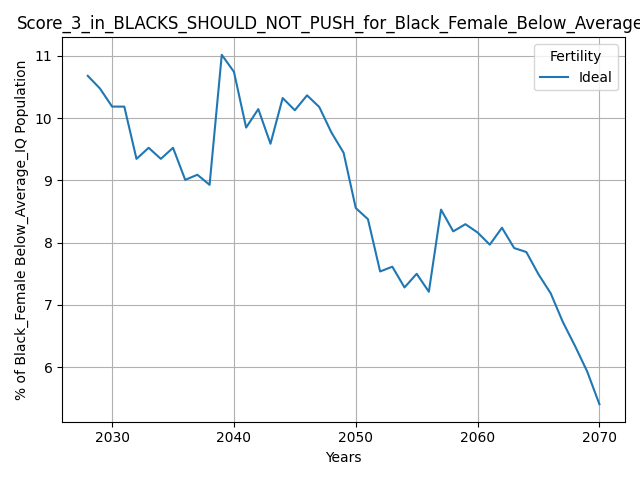 Score_3_in_BLACKS_SHOULD_NOT_PUSH_for_Black_Female_Below_Average
% of Black_Female Below_Average_IQ Population
11
10
9
8
7
6
Fertility
Ideal
2030 2040 2050 2060 2070
Years